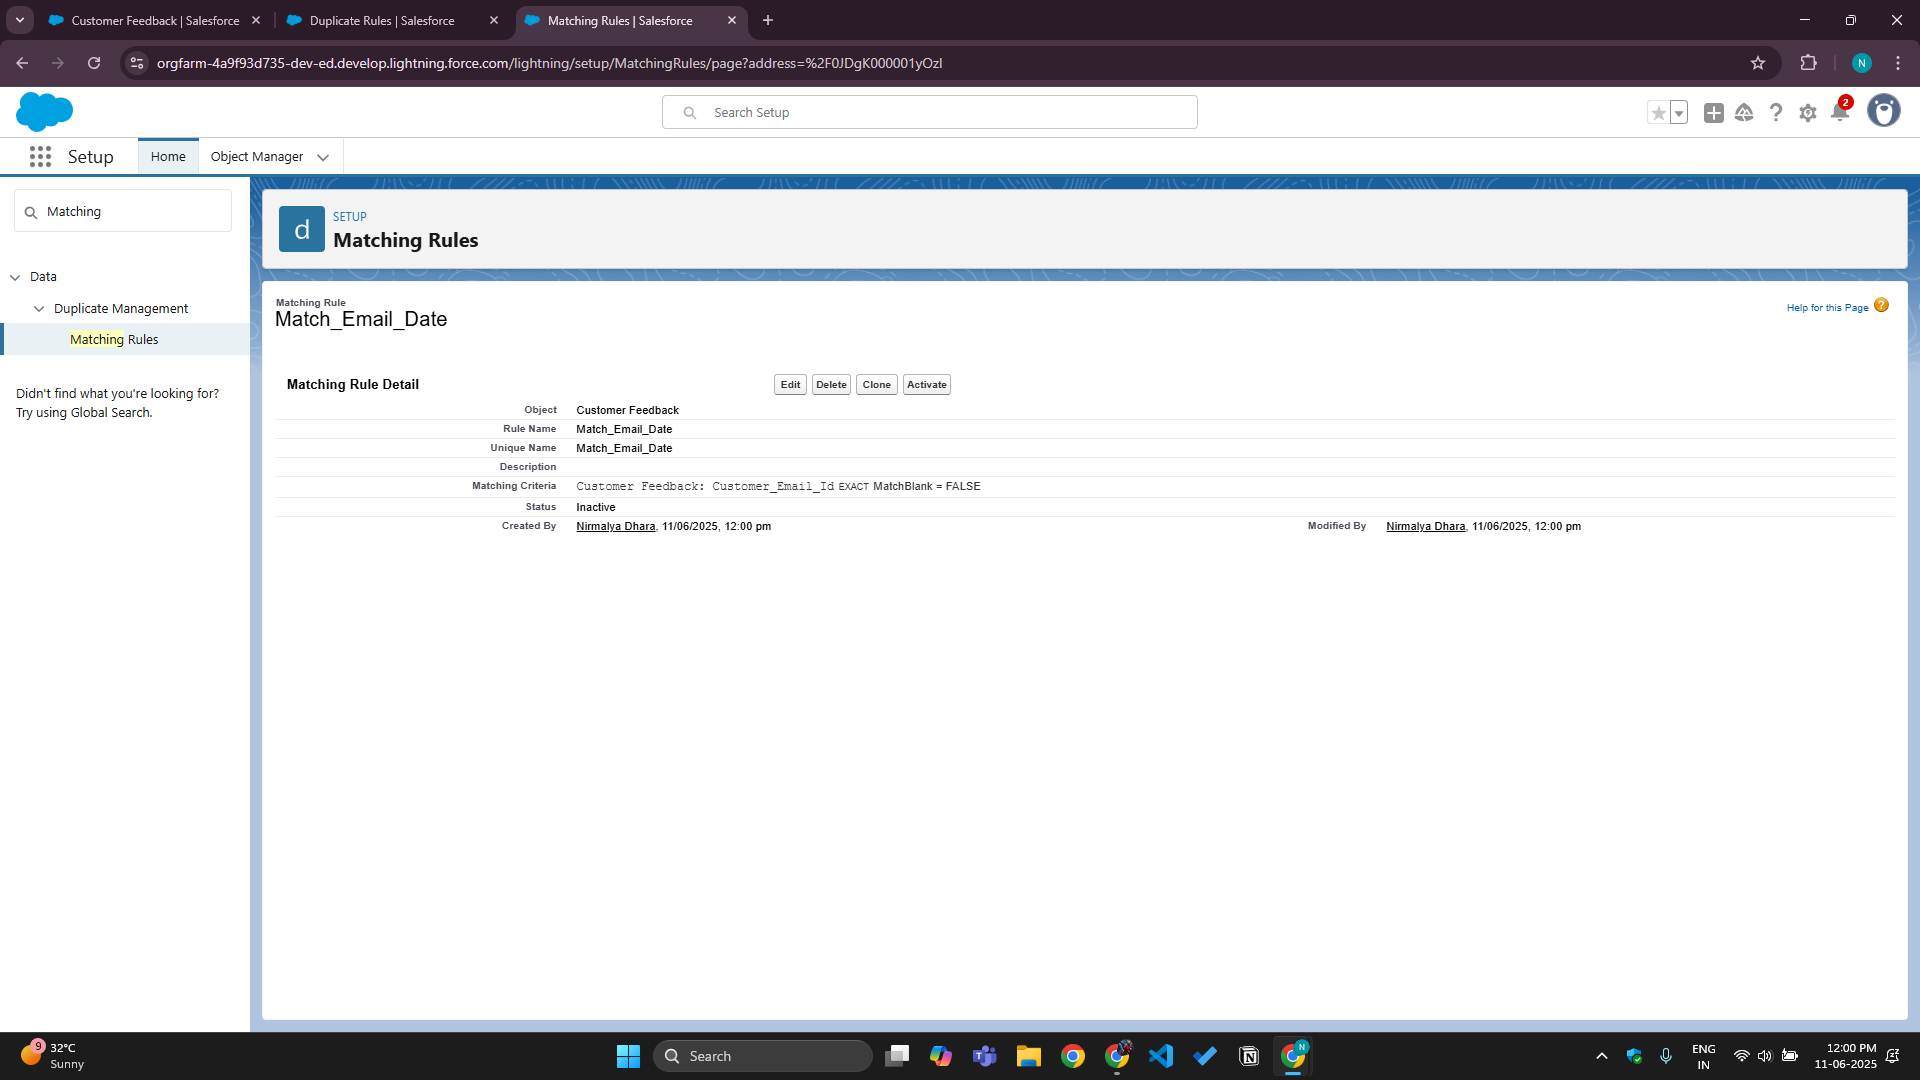 Customer Feedback | Salesforce
Duplicate Rules | Salesforce
Matching Rules | Salesforce
orgfarm-4a9f93d735-dev-ed.develop.lightning.force.com/lightning/setup/MatchingRules/page?address=%2F0JDgK000001yOzI
N
Search Setup
2
Setup
Home
Object Manager
Matching
Data
Duplicate Management
Matching Rules
Didn't find what you're looking for?
Try using Global Search.
d
SETUP
Matching Rules
Matching Rule
Match_Email_Date
Help for this Page ?
Matching Rule Detail
Edit Delete Clone Activate
Object Customer Feedback
Rule Name Match_Email_Date
Unique Name Match_Email_Date
Description
Matching Criteria Customer Feedback: Customer_Email_Id EXACT MatchBlank = FALSE
Status Inactive
Created By Nirmalya Dhara, 11/06/2025, 12:00 pm Modified By Nirmalya Dhara, 11/06/2025, 12:00 pm
9
32°C
Sunny
Search
N
ENG
IN
12:00 PM
11-06-2025